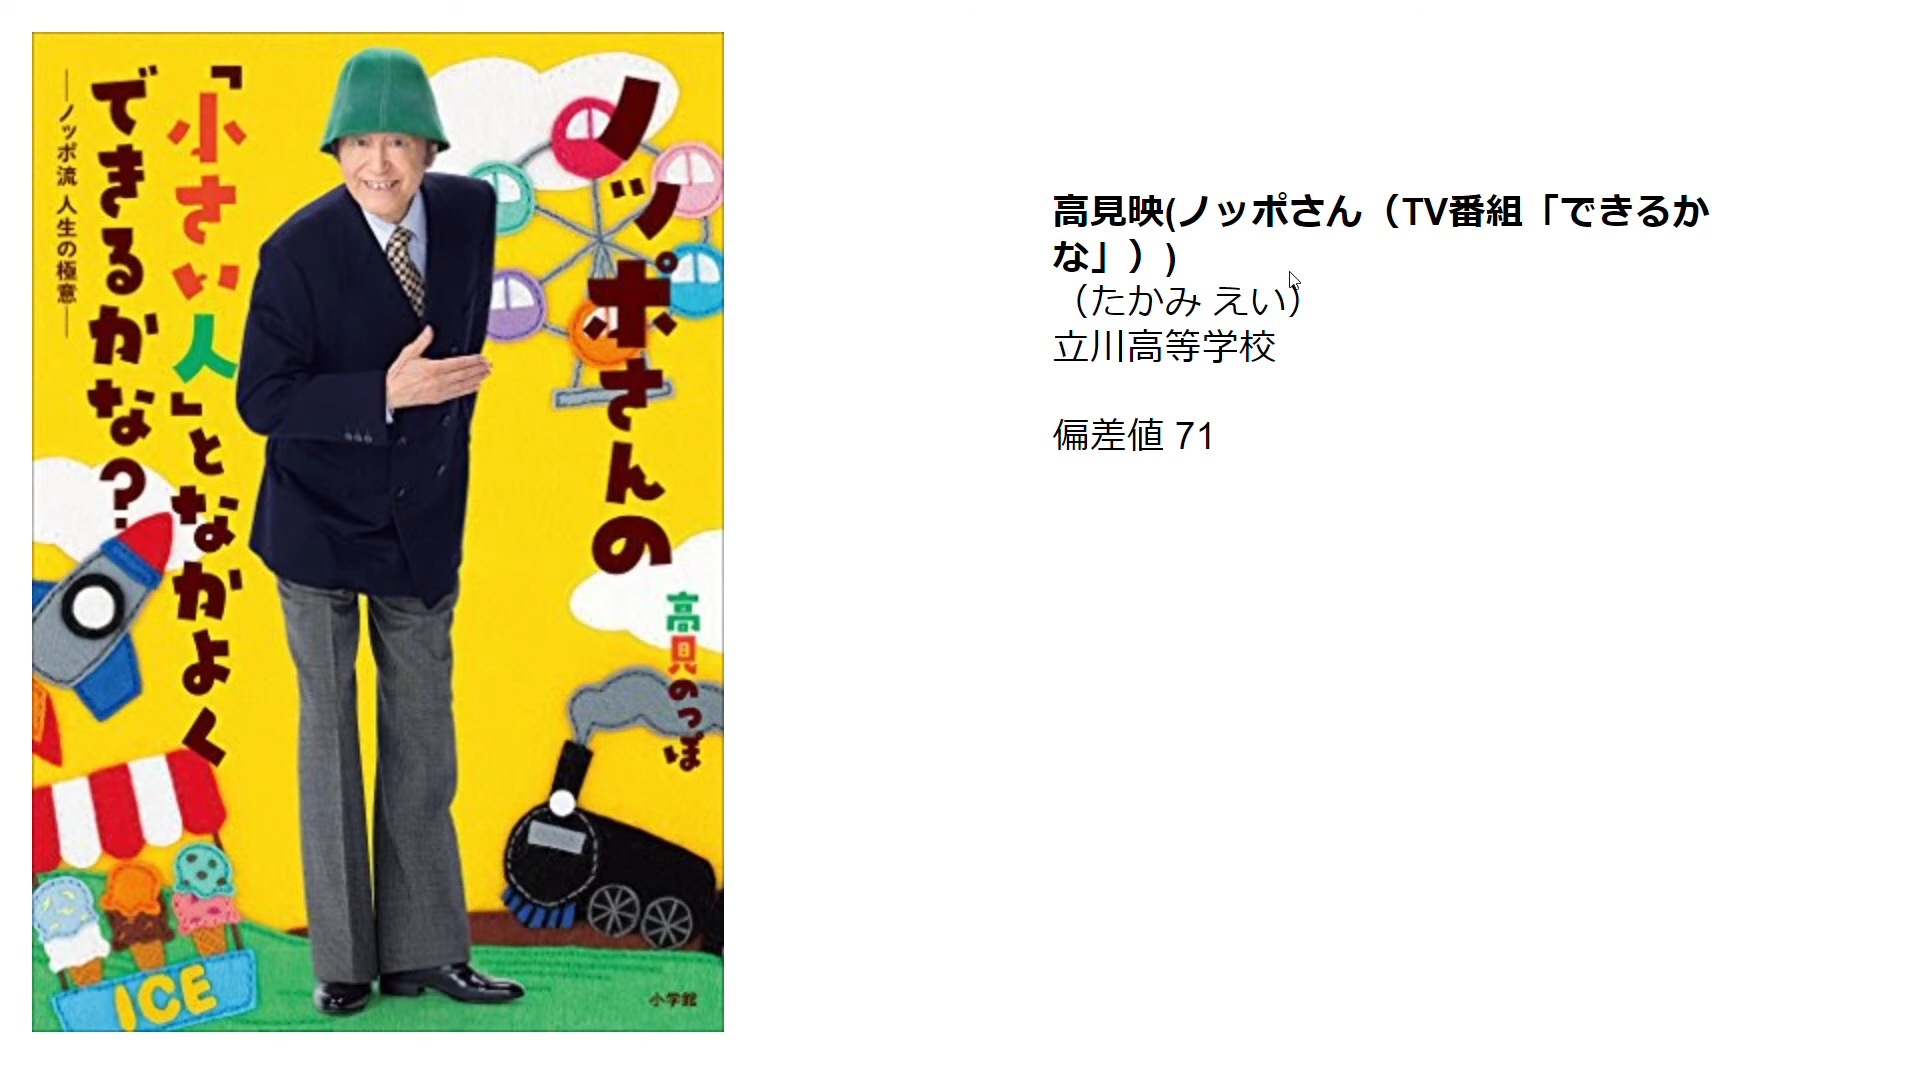 ノッポさんの
「小さい人」となかよく
できるかな?
―ノッポ流 人生の極意―
高見のっぽ
ICE
小学館
高見映(ノッポさん（TV番組「できるか
な」）)
（たかみ えい）
立川高等学校
偏差値 71